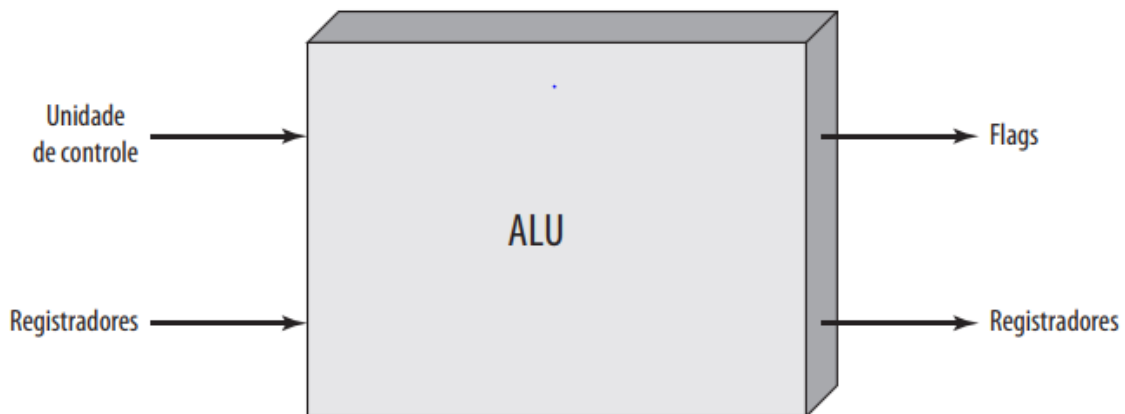 Unidade
de controle
Flags
ALU
Registradores
Registradores